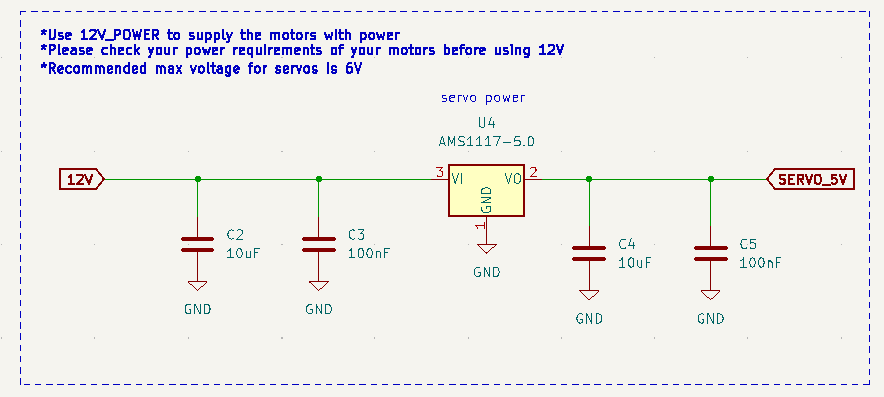 *Use 12V_POWER to supply the motors with power
*Please check your power requirements of your motors before using 12V
*Recommended max voltage for servos is 6V
servo power
U4
AMS1117-5.0
12V
3
VI
VO
2
SERVO_5V
GND
1
C2
10uF
C3
100nF
C4
10uF
C5
100nF
GND
GND
GND
GND
GND